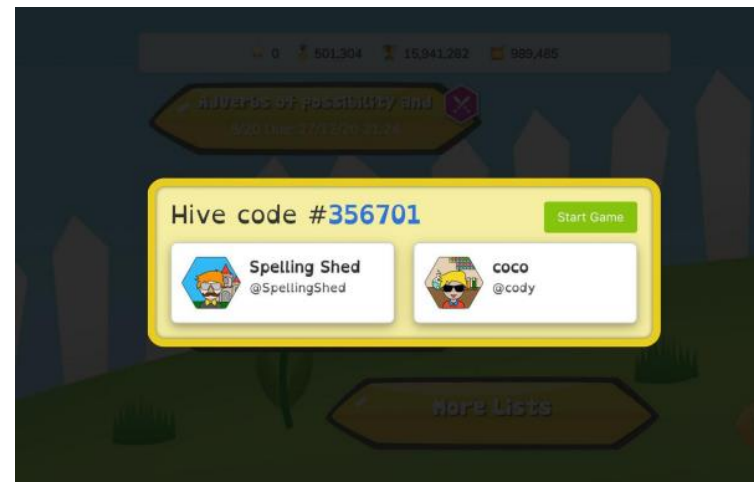 0 601,304 15,941,282 989,485
Adverbs of Possibility and
Hive code #356701
Start Game
Spelling Shed
@SpellingShed
coco
@cody
More Lists